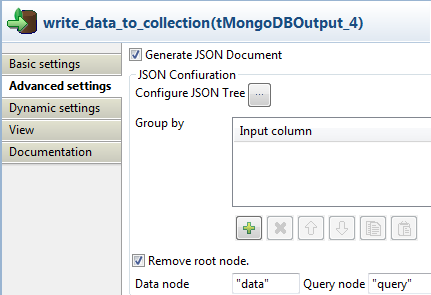 write_data_to_collection(tMongoDBOutput_4)
Basic settings
Advanced settings
Dynamic settings
View
Documentation
Generate JSON Document
JSON Confiuration
Configure JSON Tree ...
Group by
Input column
Remove root node.
Data node "data" Query node "query"